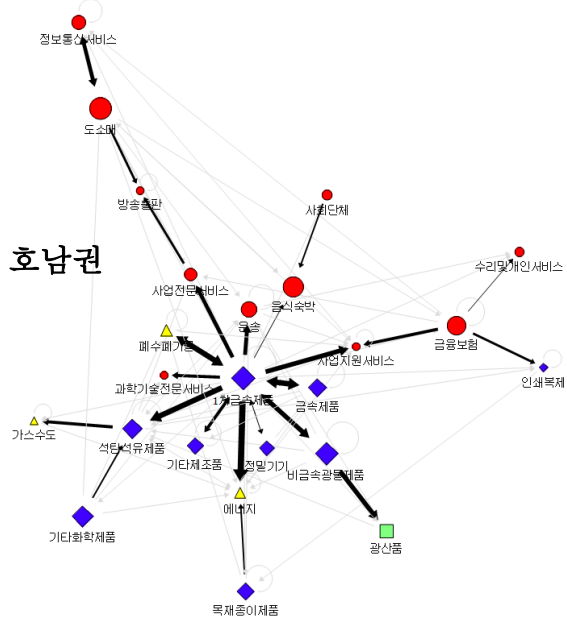 정보통신서비스
도소매
방송출판
사회단체
호남권
수리및개인서비스
사업전문서비스
음식숙박
운송
폐수폐기물
사업지원서비스
금융보험
과학기술전문서비스
1차금속제품
금속제품
인쇄복제
가스수도
석탄석유제품
기타제조품
정밀기기
비금속광물제품
에너지
기타화학제품
광산품
목재종이제품